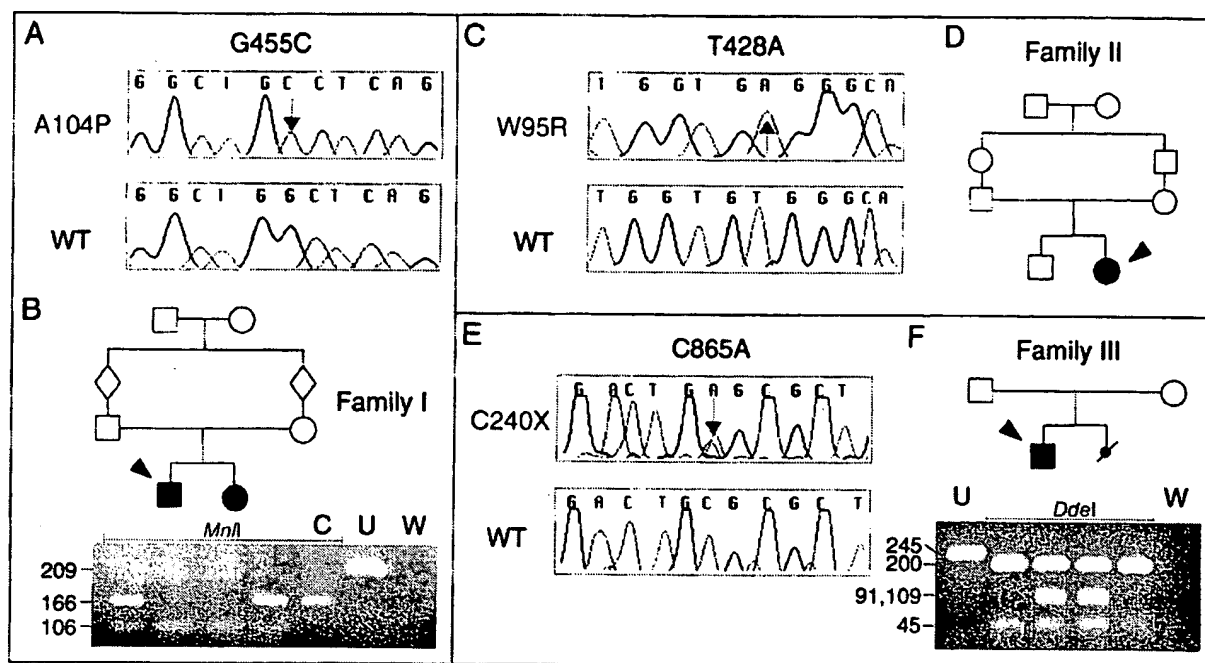 A
G455C
G G C T G C C T C A G
A104P
G G C T G G C T C A G
WT
B
Family I
MnlI
C U W
209
166
106
C
T428A
T G G T G A G G G C A
W95R
T G G T G T G G G C A
WT
D
Family II
E
C865A
G A C T G A G C G C T
C240X
G A C T G C G C G C T
WT
F
Family III
U
DdeI
W
245
200
91,109
45